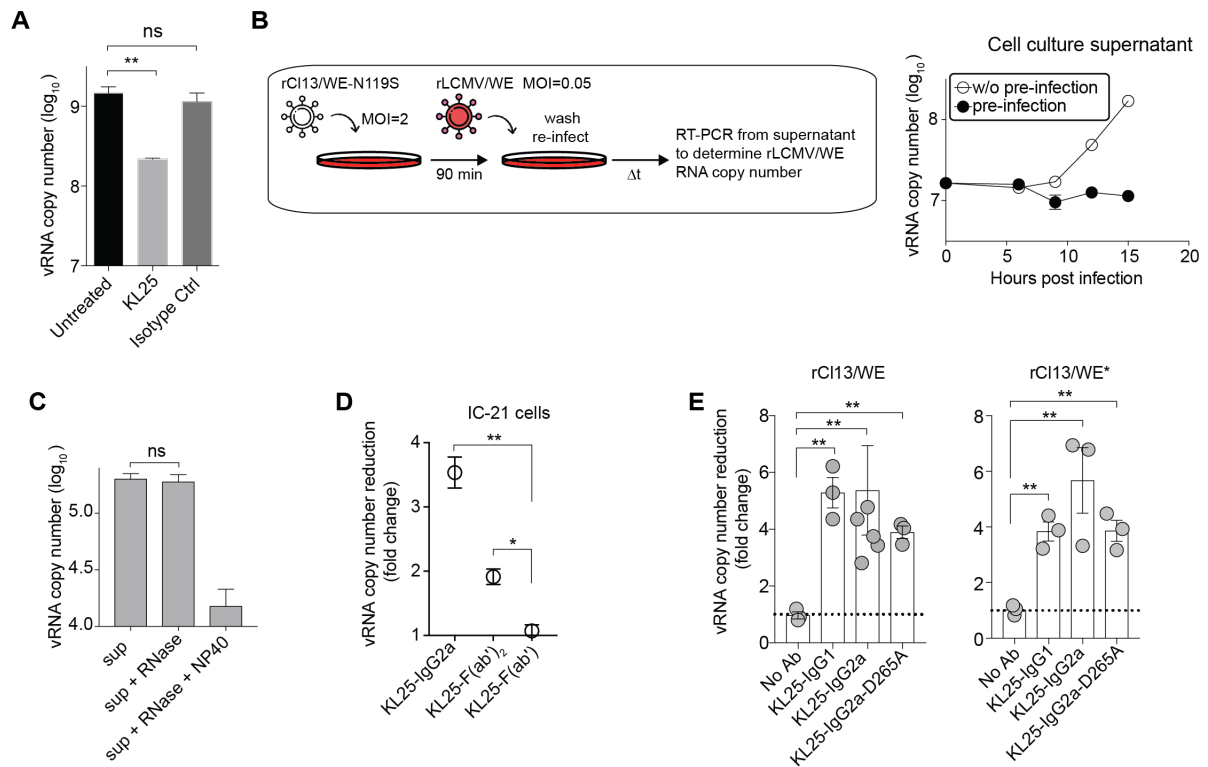 A
ns
**
vRNA copy number (log10)
9
8
7
Untreated
KL25
Isotype Ctrl
B
rCl13/WE-N119S
MOI=2
rLCMV/WE MOI=0.05
wash
re-infect
90 min
Δt
RT-PCR from supernatant
to determine rLCMV/WE
RNA copy number
Cell culture supernatant
w/o pre-infection
pre-infection
vRNA copy number (log10)
8
7
0
5
10
15
20
Hours post infection
C
ns
vRNA copy number (log10)
5.0
4.5
4.0
sup
sup + RNase
sup + RNase + NP40
D
IC-21 cells
**
*
vRNA copy number reduction
(fold change)
4
3
2
1
KL25-IgG2a
KL25-F(ab')2
KL25-F(ab')
E
rCl13/WE
**
**
**
vRNA copy number reduction
(fold change)
8
6
4
2
0
No Ab
KL25-IgG1
KL25-IgG2a
KL25-IgG2a-D265A
rCl13/WE*
**
**
**
8
6
4
2
0
No Ab
KL25-IgG1
KL25-IgG2a
KL25-IgG2a-D265A